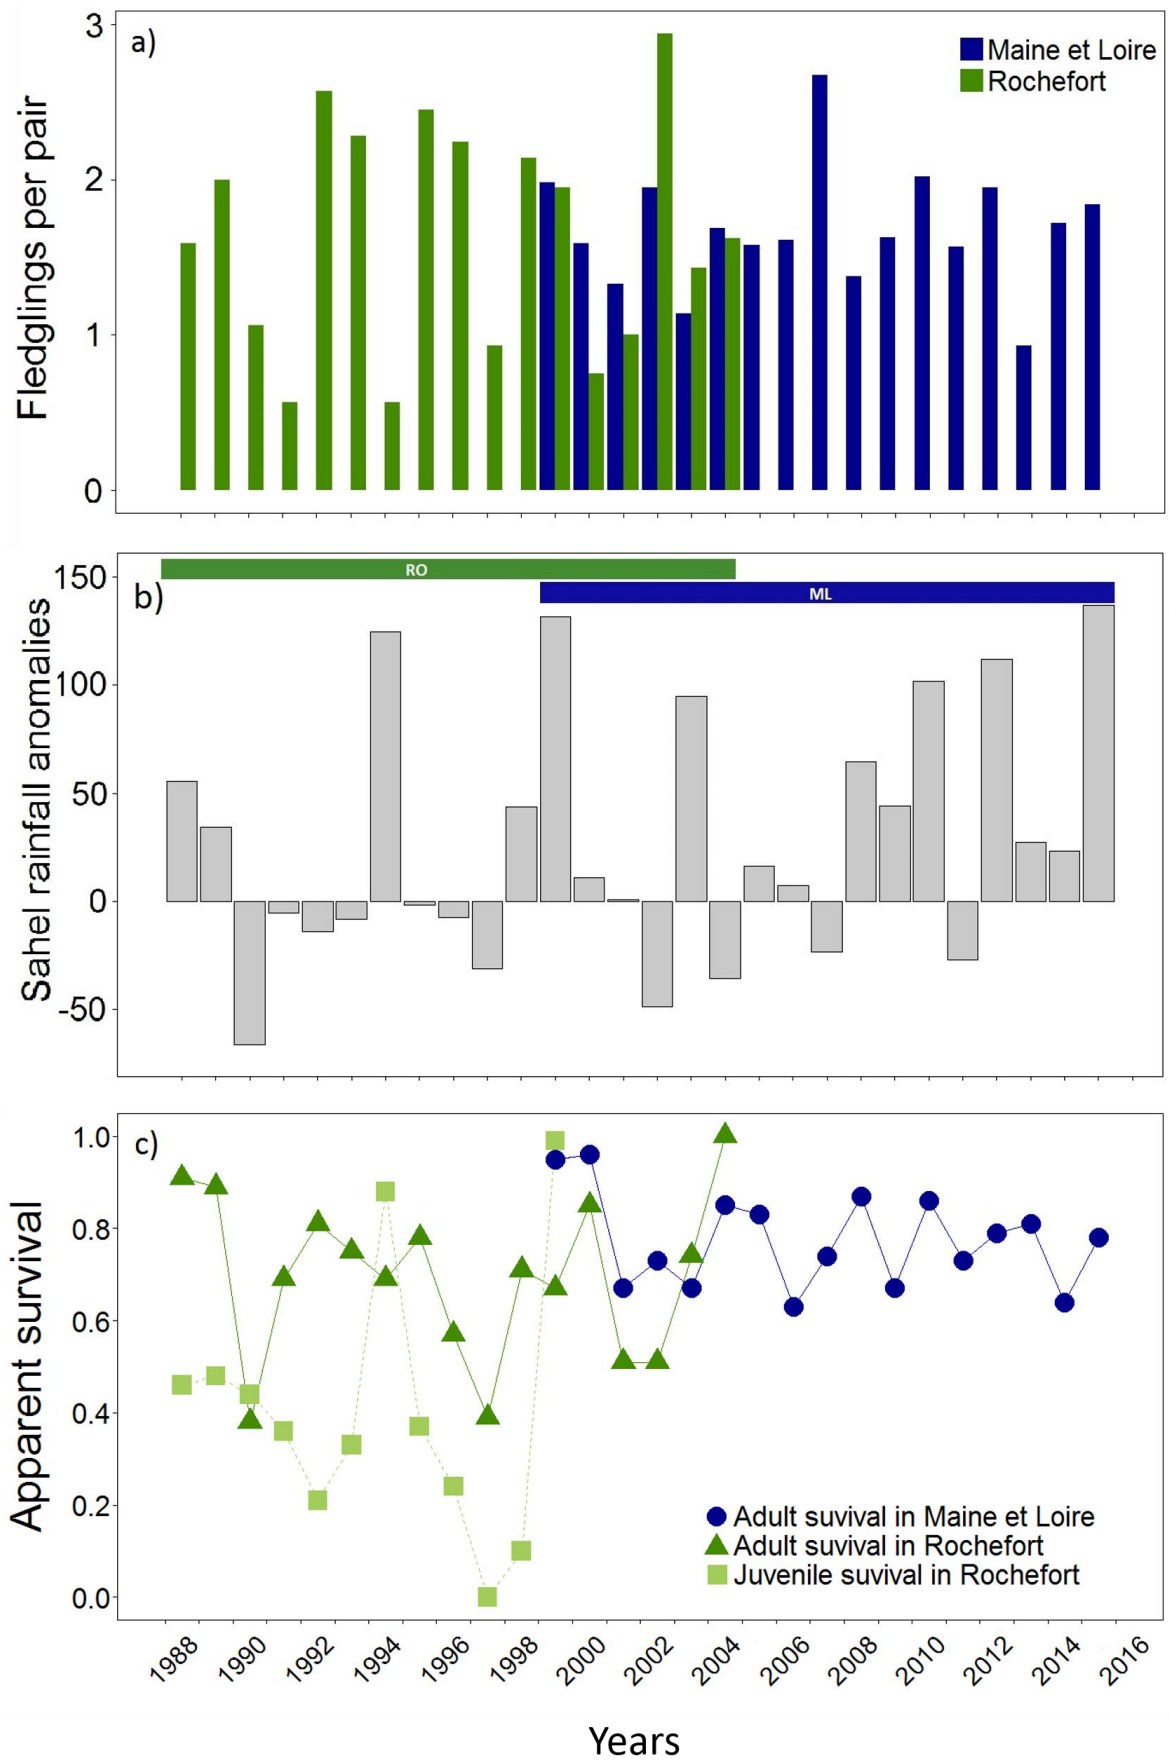 a)
Maine et Loire
Rochefort
Fledglings per pair
3
2
1
0
b)
RO
ML
Sahel rainfall anomalies
150
100
50
0
-50
c)
Apparent survival
1.0
0.8
0.6
0.4
0.2
0.0
Adult suvival in Maine et Loire
Adult suvival in Rochefort
Juvenile suvival in Rochefort
1988 1990 1992 1994 1996 1998 2000 2002 2004 2006 2008 2010 2012 2014 2016
Years